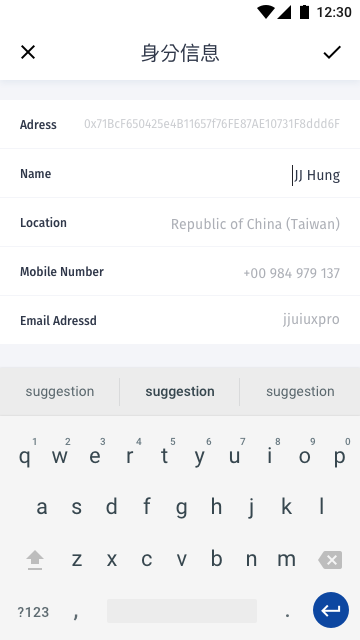 12:30
身分信息
Adress 0x71BcF650425e4B11657f76FE87AE10731F8ddd6F
Name JJ Hung
Location Republic of China (Taiwan)
Mobile Number +00 984 979 137
Email Adressd jjuiuxpro
suggestion suggestion suggestion
1 2 3 4 5 6 7 8 9 0
q w e r t y u i o p
a s d f g h j k l
z x c v b n m
?123 , .